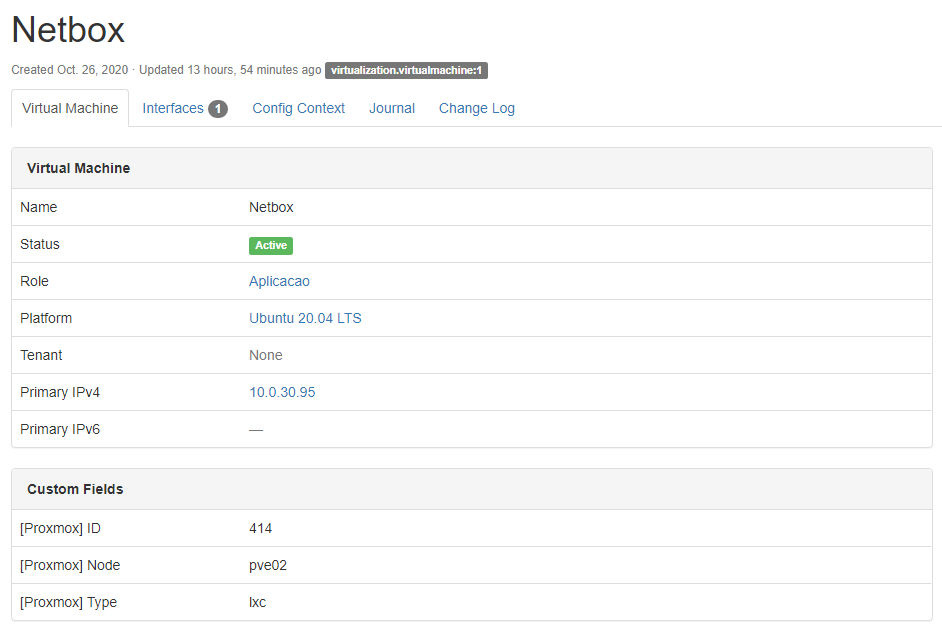 Netbox
Created Oct. 26, 2020 · Updated 13 hours, 54 minutes ago virtualization.virtualmachine:1
Virtual Machine Interfaces 1 Config Context Journal Change Log
Virtual Machine
Name Netbox
Status Active
Role Aplicacao
Platform Ubuntu 20.04 LTS
Tenant None
Primary IPv4 10.0.30.95
Primary IPv6 —
Custom Fields
[Proxmox] ID 414
[Proxmox] Node pve02
[Proxmox] Type lxc